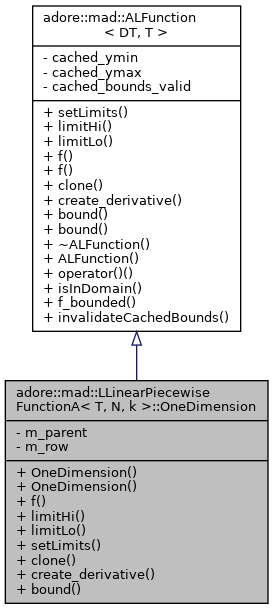 adore::mad::ALFunction
< DT, T >
- cached_ymin
- cached_ymax
- cached_bounds_valid
+ setLimits()
+ limitHi()
+ limitLo()
+ f()
+ f()
+ clone()
+ create_derivative()
+ bound()
+ bound()
+ ~ALFunction()
+ ALFunction()
+ operator()()
+ isInDomain()
+ f_bounded()
+ invalidateCachedBounds()
adore::mad::LLinearPiecewise
FunctionA< T, N, k >::OneDimension
- m_parent
- m_row
+ OneDimension()
+ OneDimension()
+ f()
+ limitHi()
+ limitLo()
+ setLimits()
+ clone()
+ create_derivative()
+ bound()